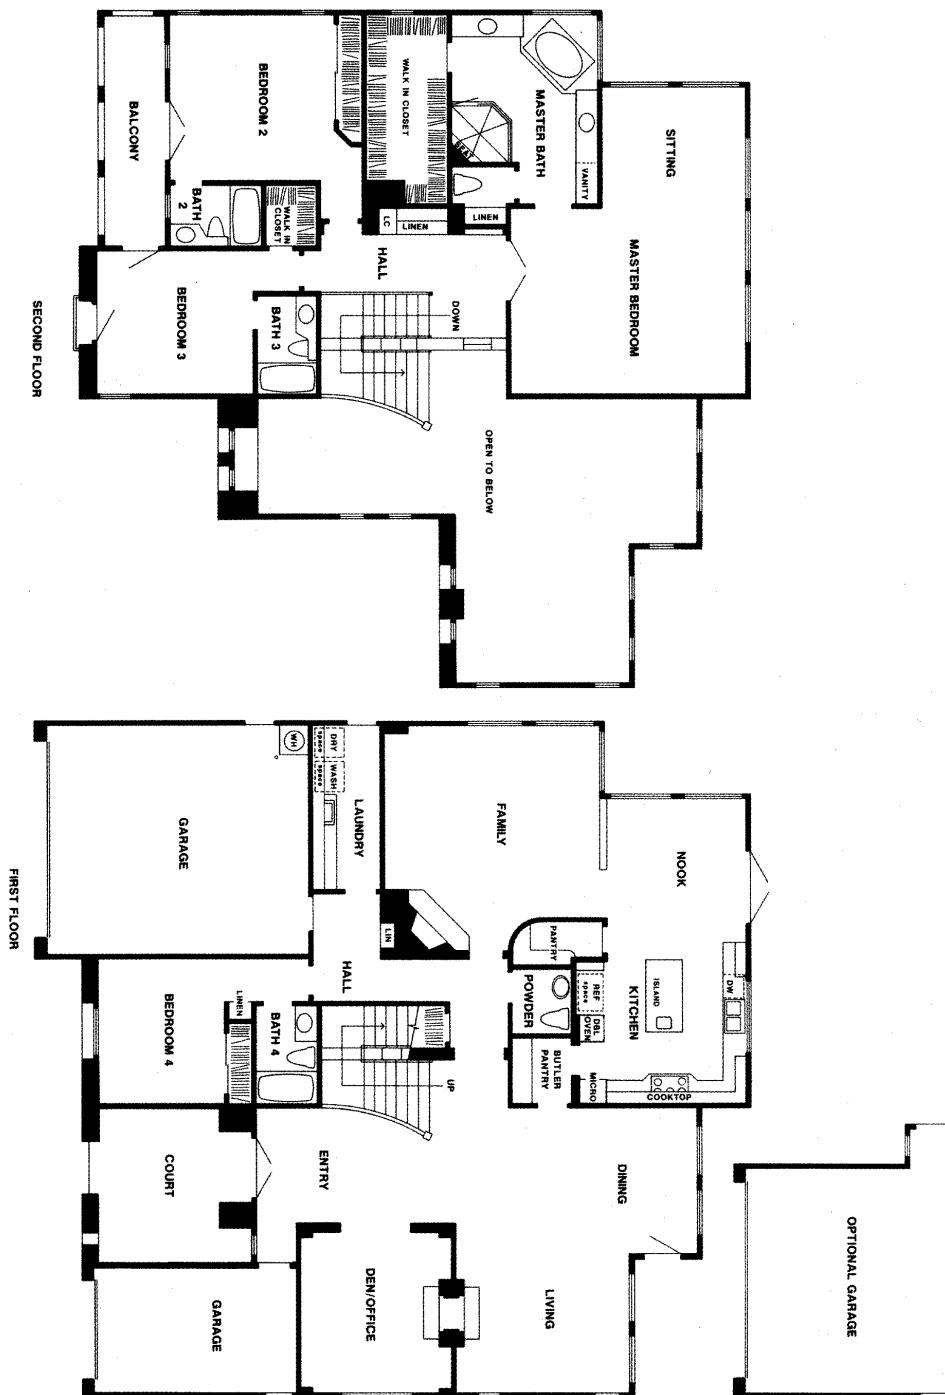 SECOND FLOOR
BALCONY
BEDROOM 2
WALK IN CLOSET
MASTER BATH
SEAT
VANITY
SITTING
BATH
2
WALK IN
CLOSET
LC
LINEN
LINEN
HALL
MASTER BEDROOM
BEDROOM 3
BATH 3
DOWN
OPEN TO BELOW
FIRST FLOOR
GARAGE
WH
DRY
space
WASH
space
LAUNDRY
FAMILY
NOOK
LIN
PANTRY
HALL
POWDER
REF
space
DBL
OVEN
KITCHEN
ISLAND
DW
BEDROOM 4
LINEN
BATH 4
UP
BUTLER
PANTRY
MICRO
COOKTOP
COURT
ENTRY
DINING
GARAGE
DEN/OFFICE
LIVING
OPTIONAL GARAGE